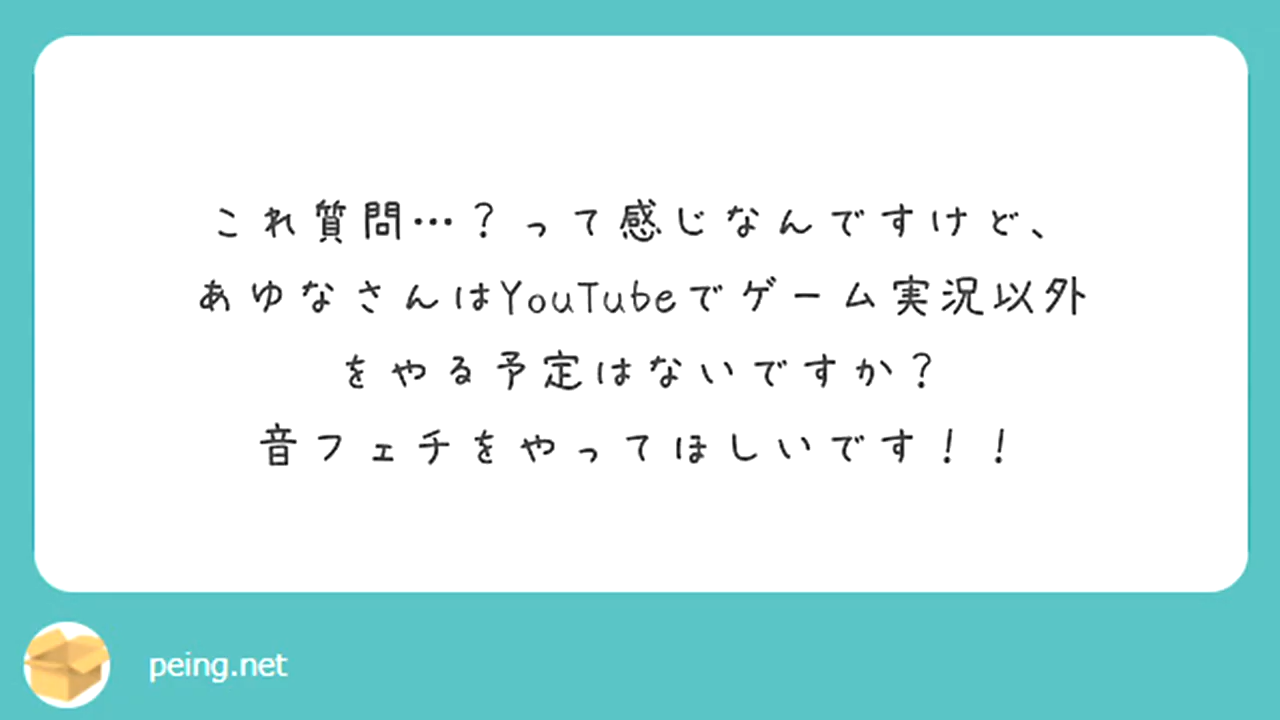 これ質問…？って感じなんですけど、
あゆなさんはYouTubeでゲーム実況以外
をやる予定はないですか？
音フェチをやってほしいです！！
peing.net